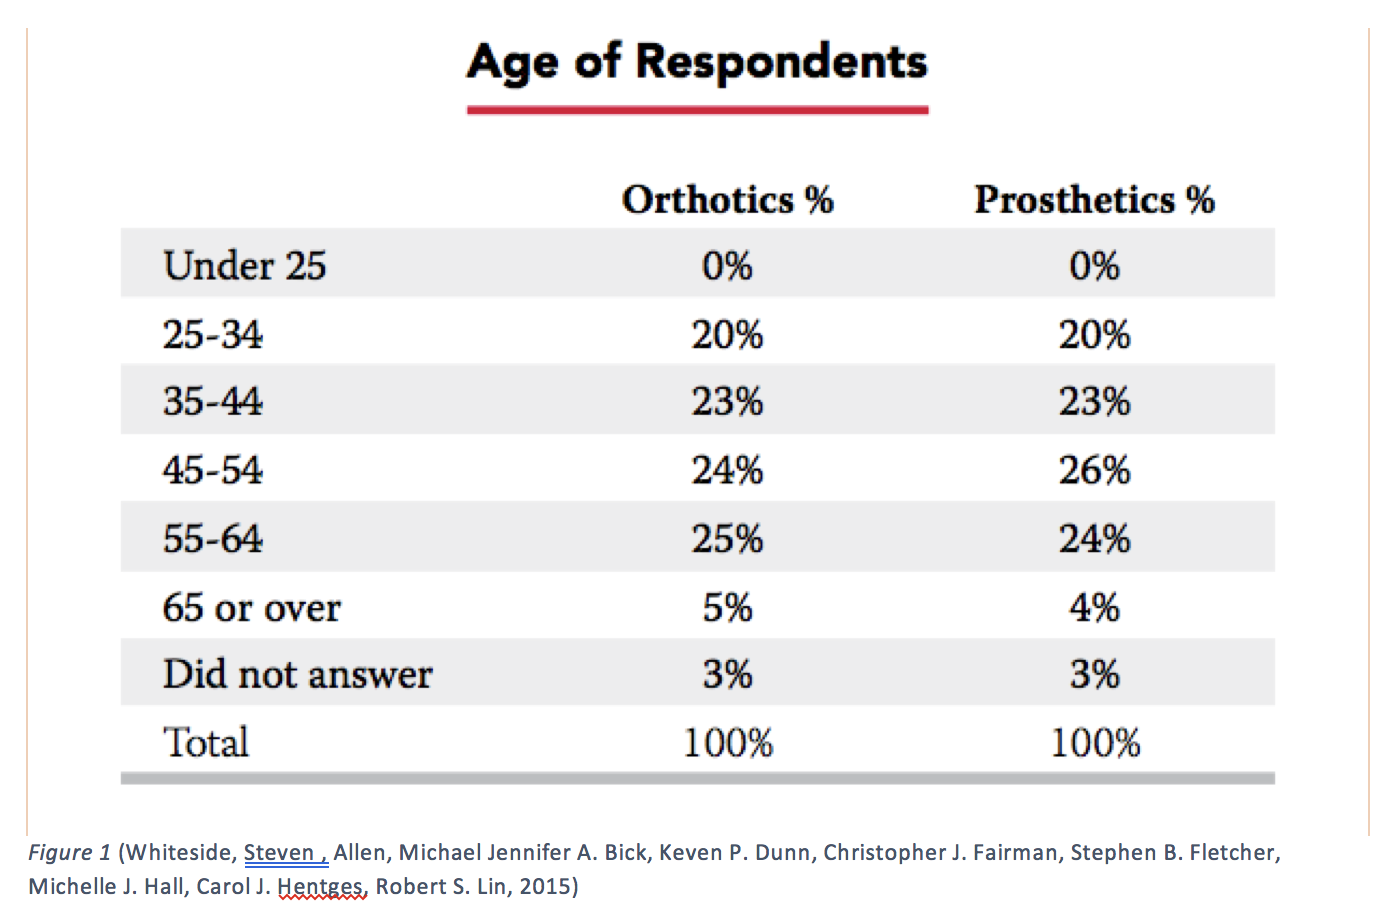 Age of Respondents
Orthotics % Prosthetics %
Under 25 0% 0%
25-34 20% 20%
35-44 23% 23%
45-54 24% 26%
55-64 25% 24%
65 or over 5% 4%
Did not answer 3% 3%
Total 100% 100%
Figure 1 (Whiteside, Steven , Allen, Michael Jennifer A. Bick, Keven P. Dunn, Christopher J. Fairman, Stephen B. Fletcher,
Michelle J. Hall, Carol J. Hentges, Robert S. Lin, 2015)